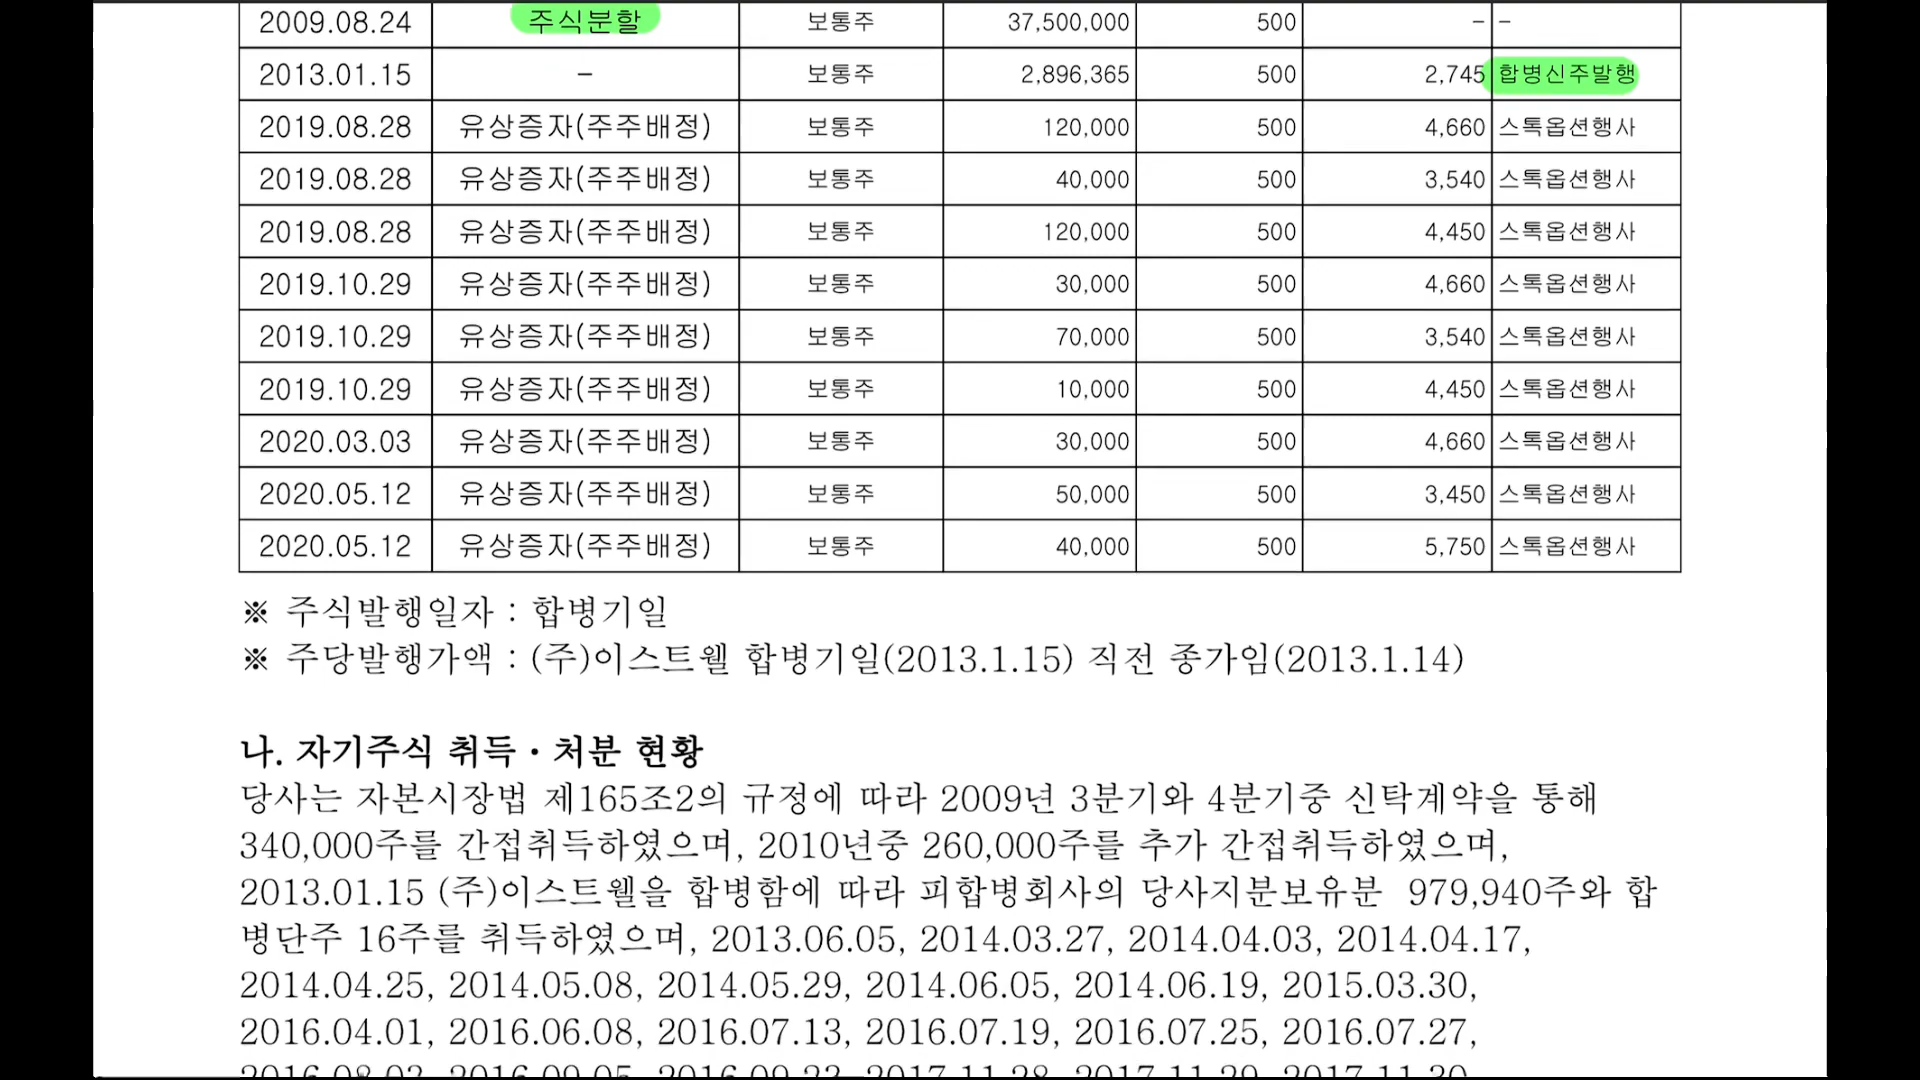 2009.08.24 주식분할 보통주 37,500,000 500 - -
2013.01.15 - 보통주 2,896,365 500 2,745 합병신주발행
2019.08.28 유상증자(주주배정) 보통주 120,000 500 4,660 스톡옵션행사
2019.08.28 유상증자(주주배정) 보통주 40,000 500 3,540 스톡옵션행사
2019.08.28 유상증자(주주배정) 보통주 120,000 500 4,450 스톡옵션행사
2019.10.29 유상증자(주주배정) 보통주 30,000 500 4,660 스톡옵션행사
2019.10.29 유상증자(주주배정) 보통주 70,000 500 3,540 스톡옵션행사
2019.10.29 유상증자(주주배정) 보통주 10,000 500 4,450 스톡옵션행사
2020.03.03 유상증자(주주배정) 보통주 30,000 500 4,660 스톡옵션행사
2020.05.12 유상증자(주주배정) 보통주 50,000 500 3,450 스톡옵션행사
2020.05.12 유상증자(주주배정) 보통주 40,000 500 5,750 스톡옵션행사
※ 주식발행일자 : 합병기일
※ 주당발행가액 : (주)이스트웰 합병기일(2013.1.15) 직전 종가임(2013.1.14)
나. 자기주식 취득·처분 현황
당사는 자본시장법 제165조2의 규정에 따라 2009년 3분기와 4분기중 신탁계약을 통해
340,000주를 간접취득하였으며, 2010년중 260,000주를 추가 간접취득하였으며,
2013.01.15 (주)이스트웰을 합병함에 따라 피합병회사의 당사지분보유분 979,940주와 합
병단주 16주를 취득하였으며, 2013.06.05, 2014.03.27, 2014.04.03, 2014.04.17,
2014.04.25, 2014.05.08, 2014.05.29, 2014.06.05, 2014.06.19, 2015.03.30,
2016.04.01, 2016.06.08, 2016.07.13, 2016.07.19, 2016.07.25, 2016.07.27,
2016.08.03, 2016.09.05, 2016.09.23, 2017.11.28, 2017.11.29, 2017.11.30,